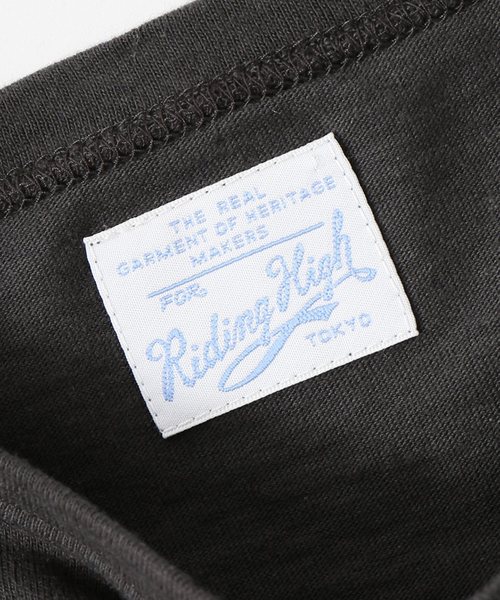 THE REAL
GARMENT OF HERITAGE
MAKERS
FOR
Riding High
TOKYO